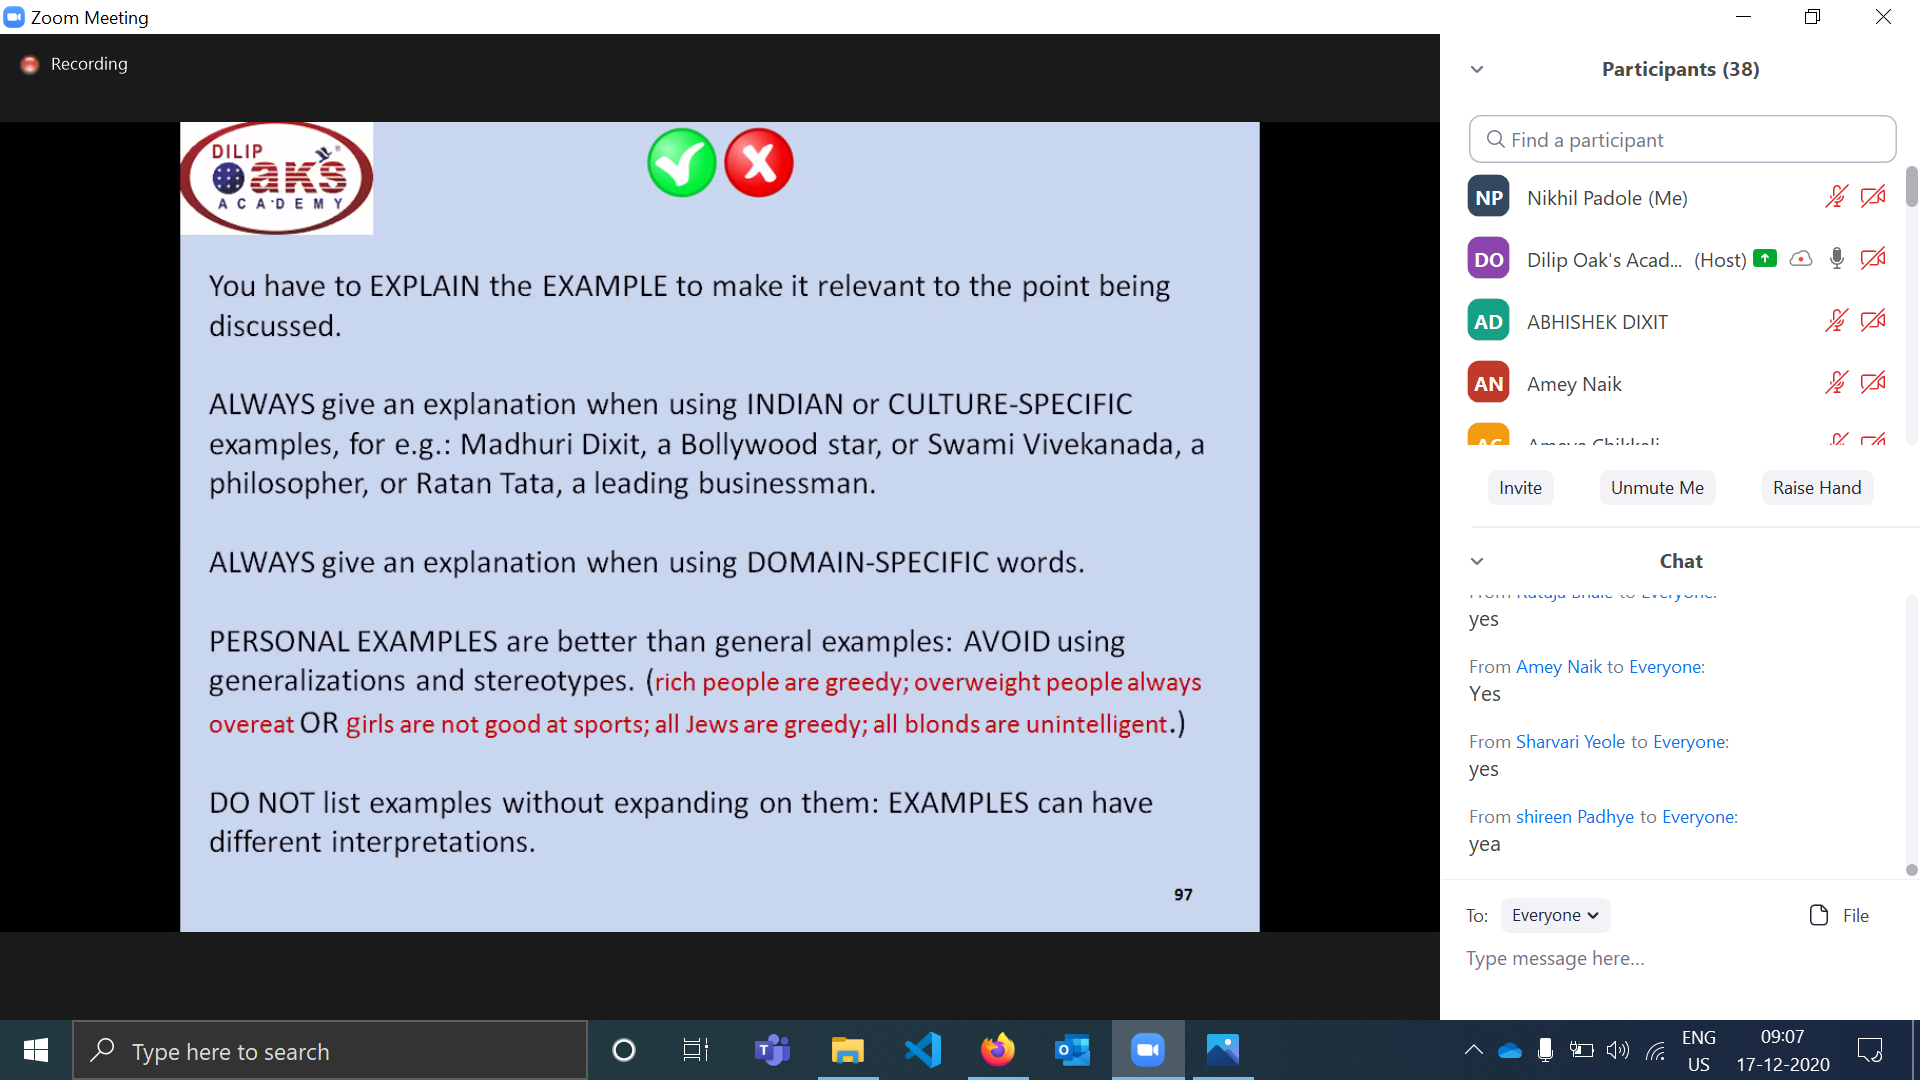 Zoom Meeting
Recording
DILIP
OAKS
ACADEMY
You have to EXPLAIN the EXAMPLE to make it relevant to the point being
discussed.
ALWAYS give an explanation when using INDIAN or CULTURE-SPECIFIC
examples, for e.g.: Madhuri Dixit, a Bollywood star, or Swami Vivekanada, a
philosopher, or Ratan Tata, a leading businessman.
ALWAYS give an explanation when using DOMAIN-SPECIFIC words.
PERSONAL EXAMPLES are better than general examples: AVOID using
generalizations and stereotypes. (rich people are greedy; overweight people always
overeat OR girls are not good at sports; all Jews are greedy; all blonds are unintelligent.)
DO NOT list examples without expanding on them: EXAMPLES can have
different interpretations.
97
Participants (38)
Find a participant
NP Nikhil Padole (Me)
DO Dilip Oak's Acad... (Host)
AD ABHISHEK DIXIT
AN Amey Naik
Invite Unmute Me Raise Hand
Chat
yes
From Amey Naik to Everyone:
Yes
From Sharvari Yeole to Everyone:
yes
From shireen Padhye to Everyone:
yea
To: Everyone File
Type message here...
Type here to search
ENG
US
09:07
17-12-2020